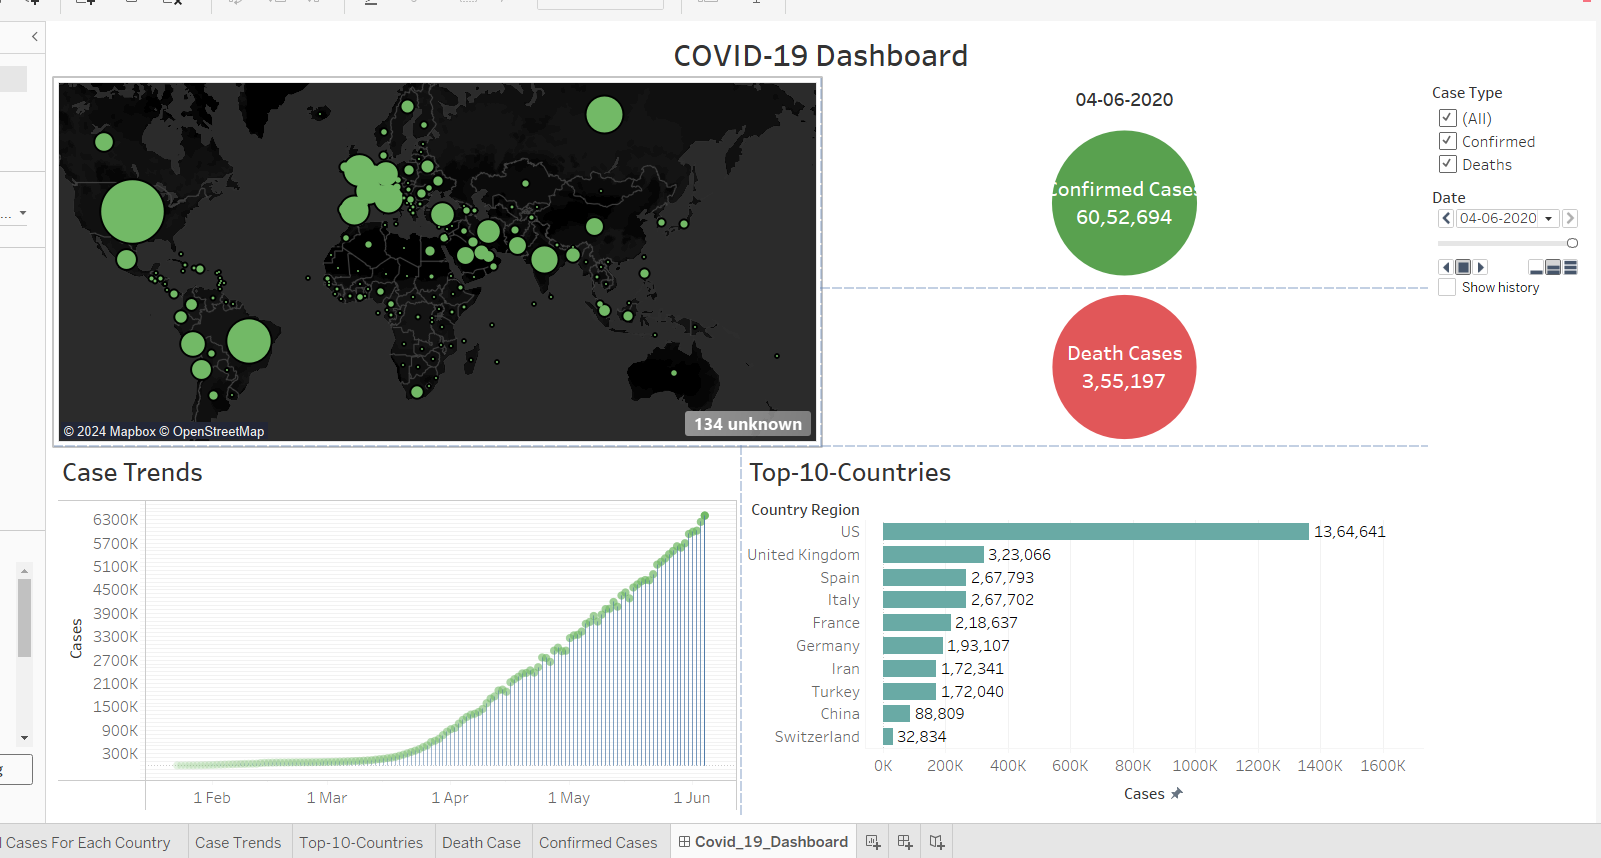 COVID-19 Dashboard
© 2024 Mapbox © OpenStreetMap
134 unknown
04-06-2020
Confirmed Cases
60,52,694
Death Cases
3,55,197
Case Type
(All)
Confirmed
Deaths
Date
04-06-2020
Show history
Case Trends
Cases
6300K
5700K
5100K
4500K
3900K
3300K
2700K
2100K
1500K
900K
300K
1 Feb 1 Mar 1 Apr 1 May 1 Jun
Top-10-Countries
Country Region
US 13,64,641
United Kingdom 3,23,066
Spain 2,67,793
Italy 2,67,702
France 2,18,637
Germany 1,93,107
Iran 1,72,341
Turkey 1,72,040
China 88,809
Switzerland 32,834
0K 200K 400K 600K 800K 1000K 1200K 1400K 1600K
Cases
Cases For Each Country Case Trends Top-10-Countries Death Case Confirmed Cases Covid_19_Dashboard